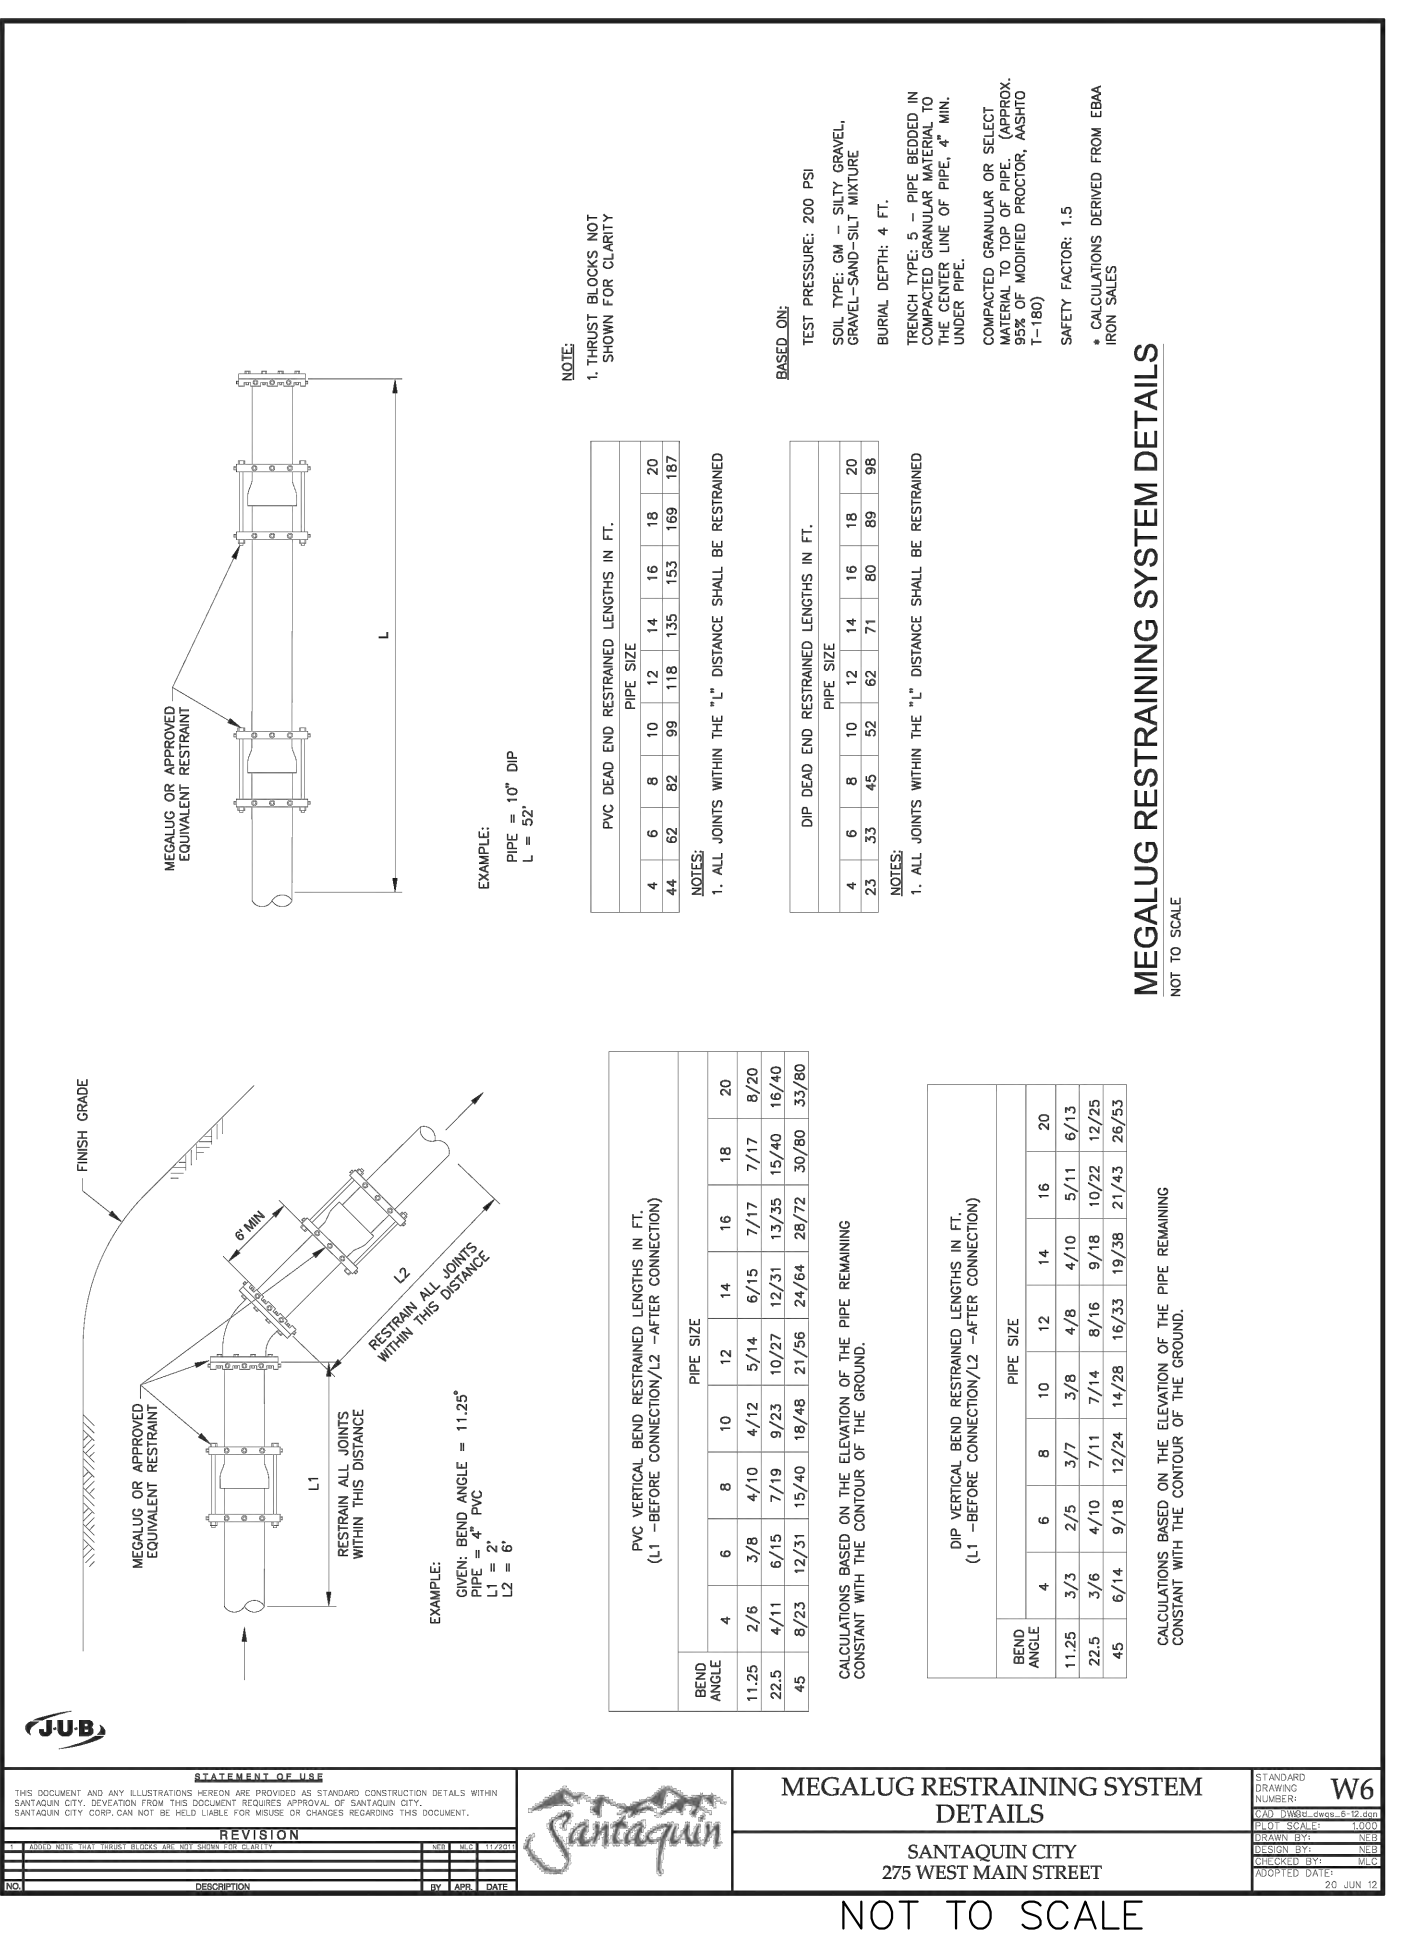 FINISH GRADE
6' MIN
MEGALUG OR APPROVED
EQUIVALENT RESTRAINT
L1
RESTRAIN ALL JOINTS
WITHIN THIS DISTANCE
L2
RESTRAIN ALL JOINTS
WITHIN THIS DISTANCE
EXAMPLE:
GIVEN: BEND ANGLE = 11.25°
PIPE = 4" PVC
L1 = 2'
L2 = 6'
MEGALUG OR APPROVED
EQUIVALENT RESTRAINT
L
EXAMPLE:
PIPE = 10" DIP
L = 52'
NOTE:
1. THRUST BLOCKS NOT
SHOWN FOR CLARITY
PVC VERTICAL BEND RESTRAINED LENGTHS IN FT.
(L1 -BEFORE CONNECTION/L2 -AFTER CONNECTION)
BEND
ANGLE
PIPE SIZE
4 6 8 10 12 14 16 18 20
11.25 2/6 3/8 4/10 4/12 5/14 6/15 7/17 7/17 8/20
22.5 4/11 6/15 7/19 9/23 10/27 12/31 13/35 15/40 16/40
45 8/23 12/31 15/40 18/48 21/56 24/64 28/72 30/80 33/80
CALCULATIONS BASED ON THE ELEVATION OF THE PIPE REMAINING
CONSTANT WITH THE CONTOUR OF THE GROUND.
DIP VERTICAL BEND RESTRAINED LENGTHS IN FT.
(L1 -BEFORE CONNECTION/L2 -AFTER CONNECTION)
BEND
ANGLE
PIPE SIZE
4 6 8 10 12 14 16 20
11.25 3/3 2/5 3/7 3/8 4/8 4/10 5/11 6/13
22.5 3/6 4/10 7/11 7/14 8/16 9/18 10/22 12/25
45 6/14 9/18 12/24 14/28 16/33 19/38 21/43 26/53
CALCULATIONS BASED ON THE ELEVATION OF THE PIPE REMAINING
CONSTANT WITH THE CONTOUR OF THE GROUND.
PVC DEAD END RESTRAINED LENGTHS IN FT.
PIPE SIZE
4 6 8 10 12 14 16 18 20
44 62 82 99 118 135 153 169 187
NOTES:
1. ALL JOINTS WITHIN THE "L" DISTANCE SHALL BE RESTRAINED
DIP DEAD END RESTRAINED LENGTHS IN FT.
PIPE SIZE
4 6 8 10 12 14 16 18 20
23 33 45 52 62 71 80 89 98
NOTES:
1. ALL JOINTS WITHIN THE "L" DISTANCE SHALL BE RESTRAINED
BASED ON:
TEST PRESSURE: 200 PSI
SOIL TYPE: GM - SILTY GRAVEL,
GRAVEL-SAND-SILT MIXTURE
BURIAL DEPTH: 4 FT.
TRENCH TYPE: 5 - PIPE BEDDED IN
COMPACTED GRANULAR MATERIAL TO
THE CENTER LINE OF PIPE, 4" MIN.
UNDER PIPE.
COMPACTED GRANULAR OR SELECT
MATERIAL TO TOP OF PIPE. (APPROX.
95% OF MODIFIED PROCTOR, AASHTO
T-180)
SAFETY FACTOR: 1.5
* CALCULATIONS DERIVED FROM EBAA
IRON SALES
MEGALUG RESTRAINING SYSTEM DETAILS
NOT TO SCALE
J-U-B
STATEMENT OF USE
THIS DOCUMENT AND ANY ILLUSTRATIONS HEREON ARE PROVIDED AS STANDARD CONSTRUCTION DETALS WITHIN
SANTAQUIN CITY. DEVEATION FROM THIS DOCUMENT REQUIRES APPROVAL OF SANTAQUIN CITY.
SANTAQUIN CITY CORP. CAN NOT BE HELD LIABLE FOR MISUSE OR CHANGES REGARDING THIS DOCUMENT.
REVISION
1 ADDED NOTE THAT THRUST BLOCKS ARE NOT SHOWN FOR CLARITY NEB MLC 11/2011
NO. DESCRIPTION BY APR. DATE
Santaquin
MEGALUG RESTRAINING SYSTEM
DETAILS
SANTAQUIN CITY
275 WEST MAIN STREET
STANDARD
DRAWING
NUMBER: W6
CAD DWG:
PLOT SCALE: 1.000
DRAWN BY: NEB
DESIGN BY: NEB
CHECKED BY: MLC
ADOPTED DATE:
20 JUN 12
NOT TO SCALE